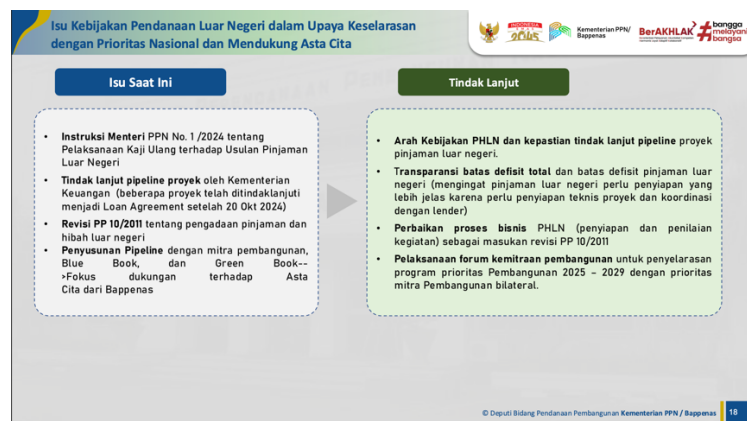 Isu Kebijakan Pendanaan Luar Negeri dalam Upaya Keselarasan
dengan Prioritas Nasional dan Mendukung Asta Cita
INDONESIA
2045
Kementerian PPN/
Bappenas
BerAKHLAK
#bangga
melayani
bangsa
Isu Saat Ini
• Instruksi Menteri PPN No. 1 /2024 tentang
Pelaksanaan Kaji Ulang terhadap Usulan Pinjaman
Luar Negeri
• Tindak lanjut pipeline proyek oleh Kementerian
Keuangan (beberapa proyek telah ditindaklanjuti
menjadi Loan Agreement setelah 20 Okt 2024)
• Revisi PP 10/2011 tentang pengadaan pinjaman dan
hibah luar negeri
• Penyusunan Pipeline dengan mitra pembangunan,
Blue Book, dan Green Book--
>Fokus dukungan terhadap Asta
Cita dari Bappenas
Tindak Lanjut
• Arah Kebijakan PHLN dan kepastian tindak lanjut pipeline proyek
pinjaman luar negeri.
• Transparansi batas defisit total dan batas defisit pinjaman luar
negeri (mengingat pinjaman luar negeri perlu penyiapan yang
lebih jelas karena perlu penyiapan teknis proyek dan koordinasi
dengan lender)
• Perbaikan proses bisnis PHLN (penyiapan dan penilaian
kegiatan) sebagai masukan revisi PP 10/2011
• Pelaksanaan forum kemitraan pembangunan untuk penyelarasan
program prioritas Pembangunan 2025 – 2029 dengan prioritas
mitra Pembangunan bilateral.
© Deputi Bidang Pendanaan Pembangunan Kementerian PPN / Bappenas
18